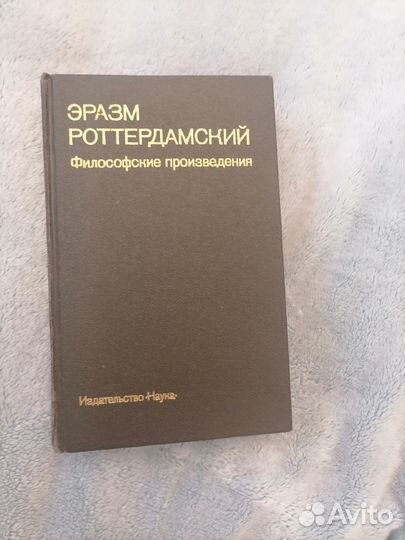 ЭРАЗМ
РОТТЕРДАМСКИЙ
Философские произведения
Издательство •Наука•
Avito